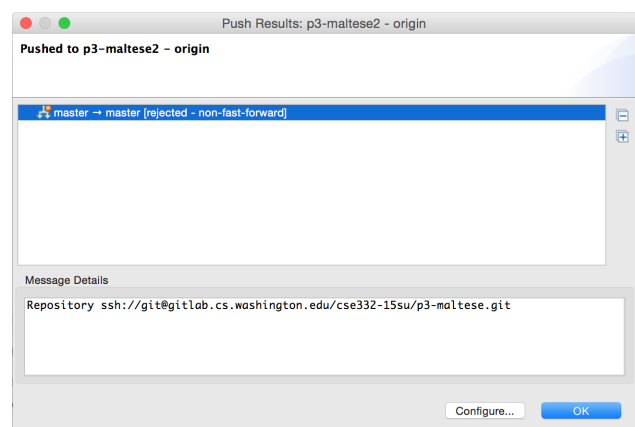 Push Results: p3-maltese2 - origin
Pushed to p3-maltese2 - origin
master → master [rejected - non-fast-forward]
Message Details
Repository ssh://git@gitlab.cs.washington.edu/cse332-15su/p3-maltese.git
Configure...
OK